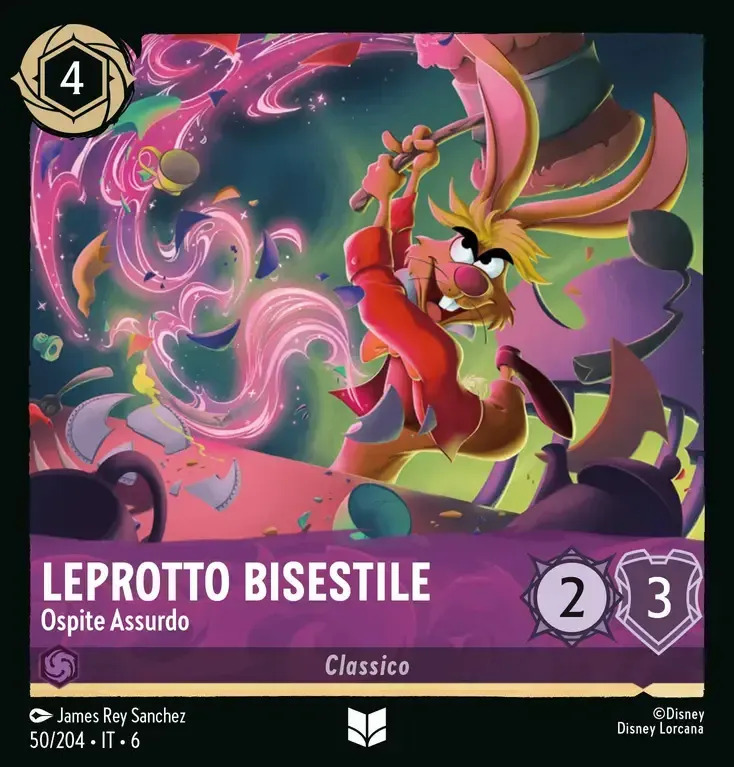 4
LEPROTTO BISESTILE
Ospite Assurdo
2
3
Classico
James Rey Sanchez
50/204 • IT • 6
©Disney
Disney Lorcana